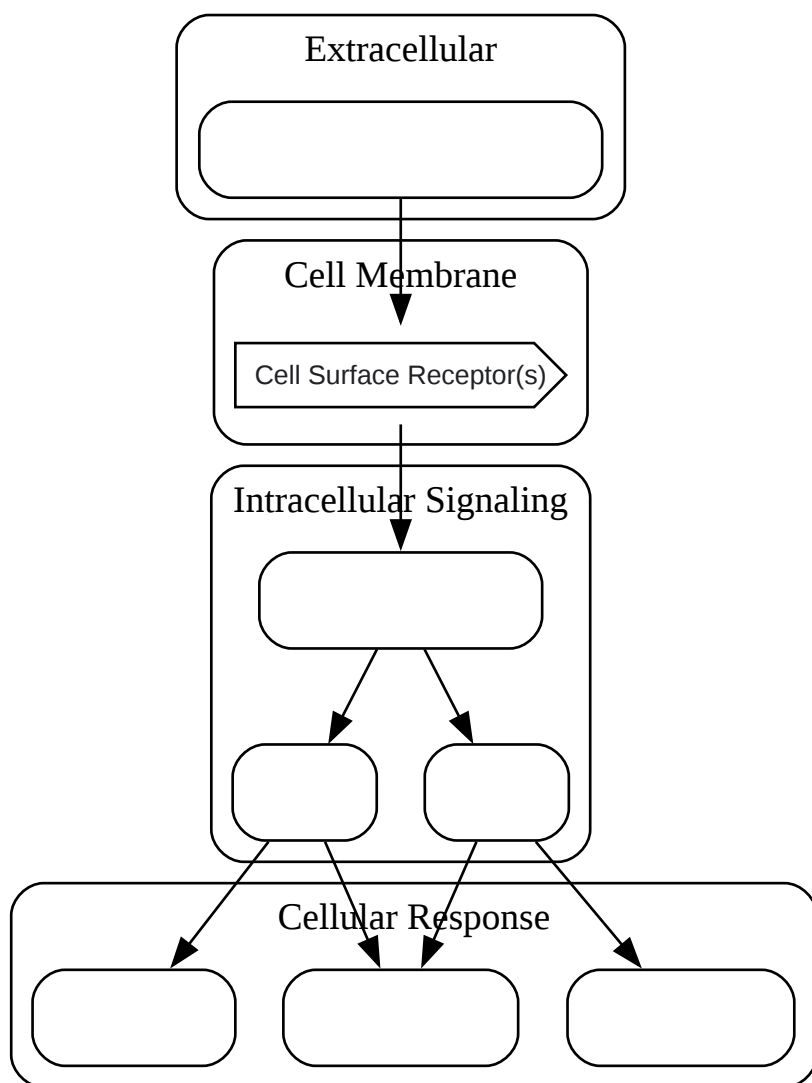 Extracellular
Cell Membrane
Cell Surface Receptor(s)
Intracellular Signaling
Cellular Response